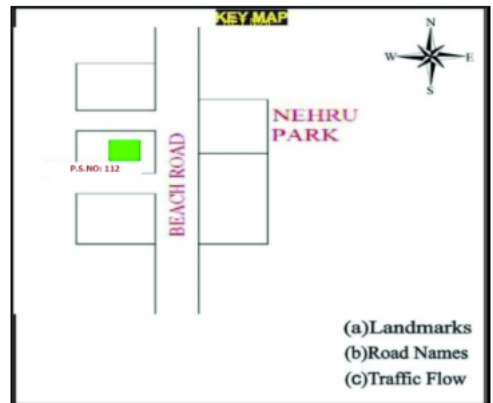 KEY MAP
N
W
E
S
NEHRU
PARK
P.S.NO: 112
BEACH ROAD
(a)Landmarks
(b)Road Names
(c)Traffic Flow